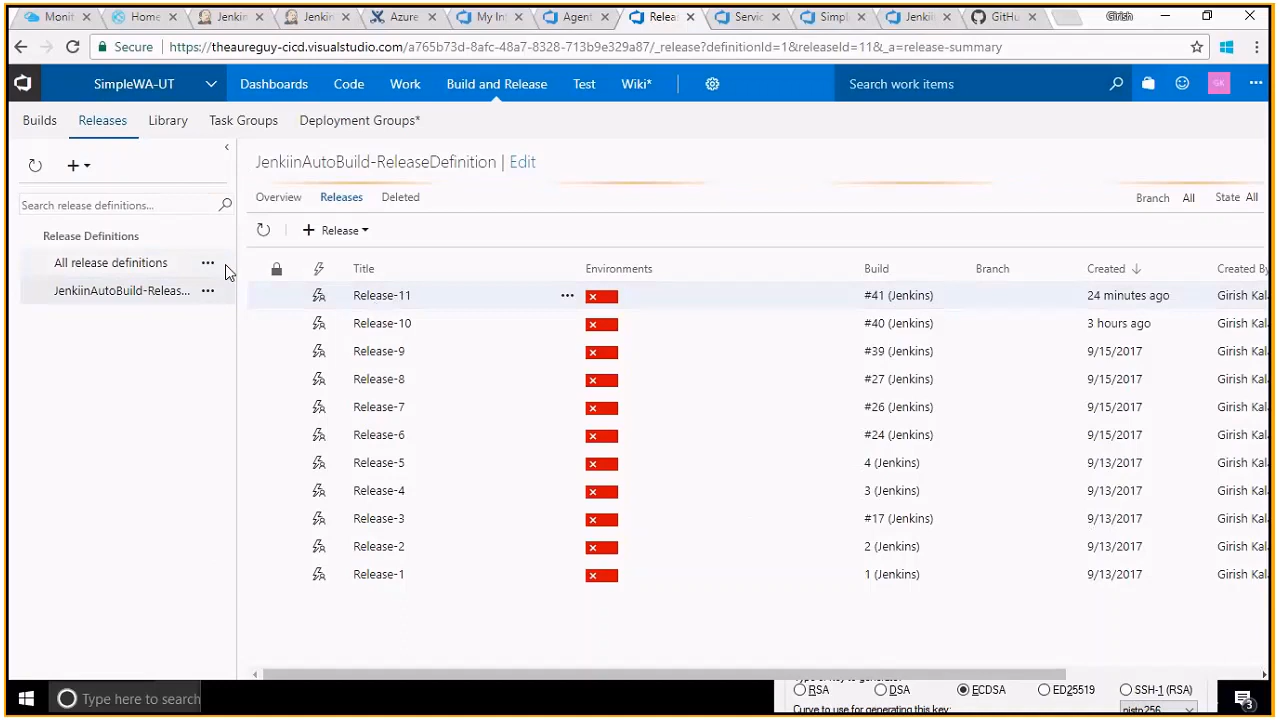 Monit
Home
Jenkin
Jenkin
Azure
My In
Agent
Relea
Servic
Simpl
Jenkin
GitHu
Girish
Secure
https://theaureguy-cicd.visualstudio.com/a765b73d-8afc-48a7-8328-713b9e329a87/_release?definitionId=1&releaseId=11&_a=release-summary
SimpleWA-UT
Dashboards
Code
Work
Build and Release
Test
Wiki*
Search work items
GK
Builds
Releases
Library
Task Groups
Deployment Groups*
JenkiinAutoBuild-ReleaseDefinition | Edit
Overview
Releases
Deleted
Branch All
State All
Search release definitions...
+ Release
Release Definitions
All release definitions ...
JenkiinAutoBuild-Releas... ...
Title Environments Build Branch Created Created By
Release-11 ... #41 (Jenkins) 24 minutes ago Girish Kal
Release-10 #40 (Jenkins) 3 hours ago Girish Kal
Release-9 #39 (Jenkins) 9/15/2017 Girish Kal
Release-8 #27 (Jenkins) 9/15/2017 Girish Kal
Release-7 #26 (Jenkins) 9/15/2017 Girish Kal
Release-6 #24 (Jenkins) 9/15/2017 Girish Kal
Release-5 4 (Jenkins) 9/13/2017 Girish Kal
Release-4 3 (Jenkins) 9/13/2017 Girish Kal
Release-3 #17 (Jenkins) 9/13/2017 Girish Kal
Release-2 2 (Jenkins) 9/13/2017 Girish Kal
Release-1 1 (Jenkins) 9/13/2017 Girish Kal
Type here to search
RSA DSA ECDSA ED25519 SSH-1 (RSA)
Curve to use for generating this key:
nistp256
3